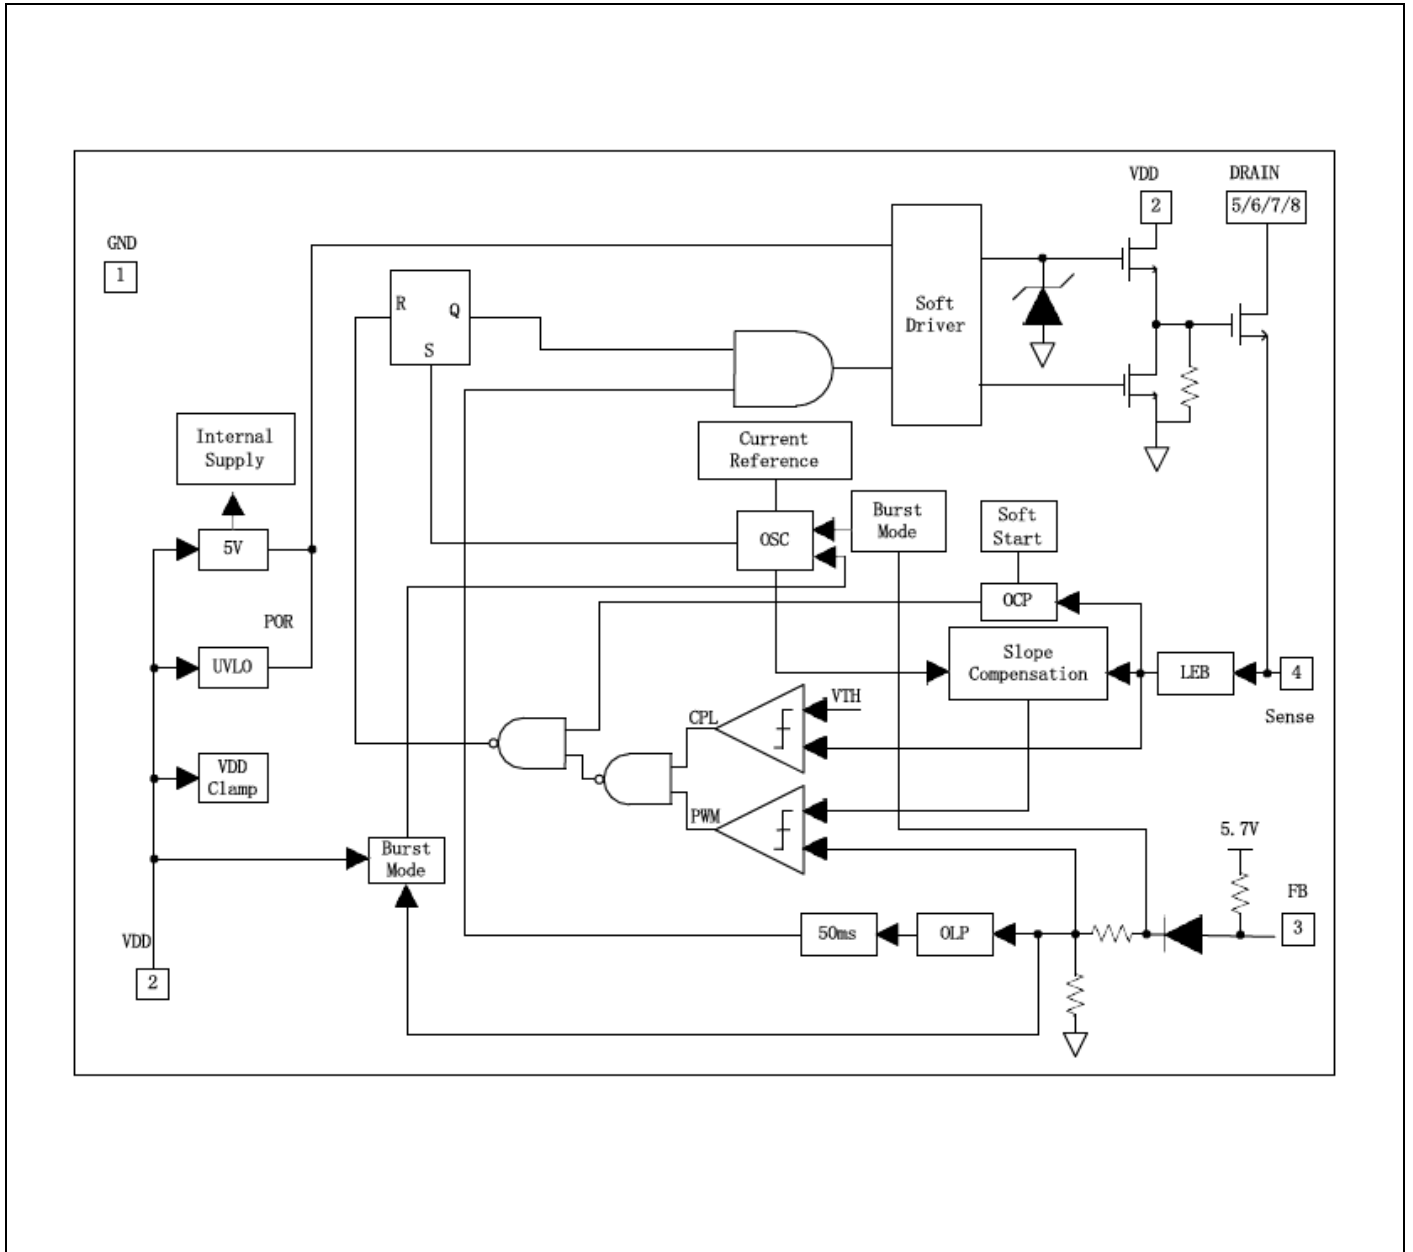 VDD
DRAIN
2
5/6/7/8
GND
1
R
Q
S
Soft
Driver
Internal
Supply
Current
Reference
Burst
Mode
Soft
Start
5V
OSC
OCP
POR
UVLO
Slope
Compensation
LEB
4
Sense
CPL
VTH
VDD
Clamp
PWM
5.7V
Burst
Mode
FB
3
50ms
OLP
VDD
2